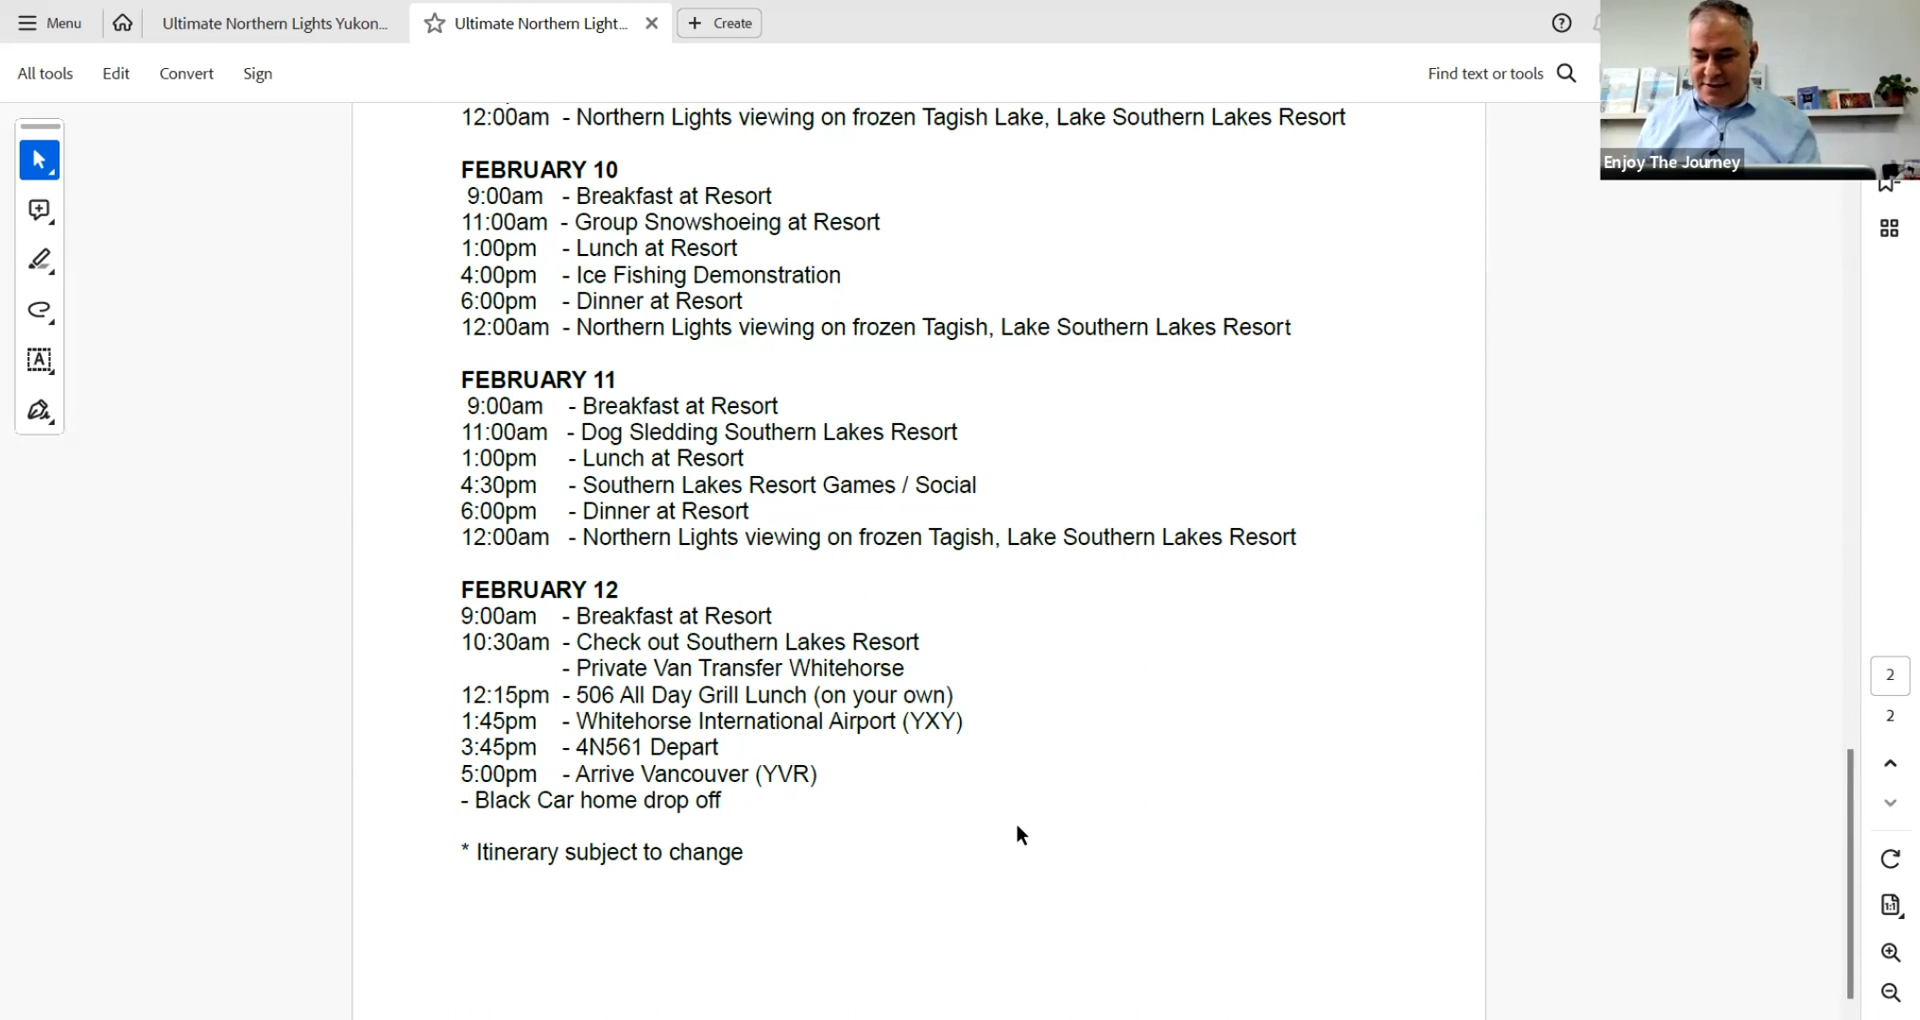 Menu
Ultimate Northern Lights Yukon...
Ultimate Northern Light...
Create
All tools
Edit
Convert
Sign
Find text or tools
Enjoy The Journey
12:00am - Northern Lights viewing on frozen Tagish Lake, Lake Southern Lakes Resort
FEBRUARY 10
9:00am - Breakfast at Resort
11:00am - Group Snowshoeing at Resort
1:00pm - Lunch at Resort
4:00pm - Ice Fishing Demonstration
6:00pm - Dinner at Resort
12:00am - Northern Lights viewing on frozen Tagish, Lake Southern Lakes Resort
FEBRUARY 11
9:00am - Breakfast at Resort
11:00am - Dog Sledding Southern Lakes Resort
1:00pm - Lunch at Resort
4:30pm - Southern Lakes Resort Games / Social
6:00pm - Dinner at Resort
12:00am - Northern Lights viewing on frozen Tagish, Lake Southern Lakes Resort
FEBRUARY 12
9:00am - Breakfast at Resort
10:30am - Check out Southern Lakes Resort
- Private Van Transfer Whitehorse
12:15pm - 506 All Day Grill Lunch (on your own)
1:45pm - Whitehorse International Airport (YXY)
3:45pm - 4N561 Depart
5:00pm - Arrive Vancouver (YVR)
- Black Car home drop off
* Itinerary subject to change
2
2